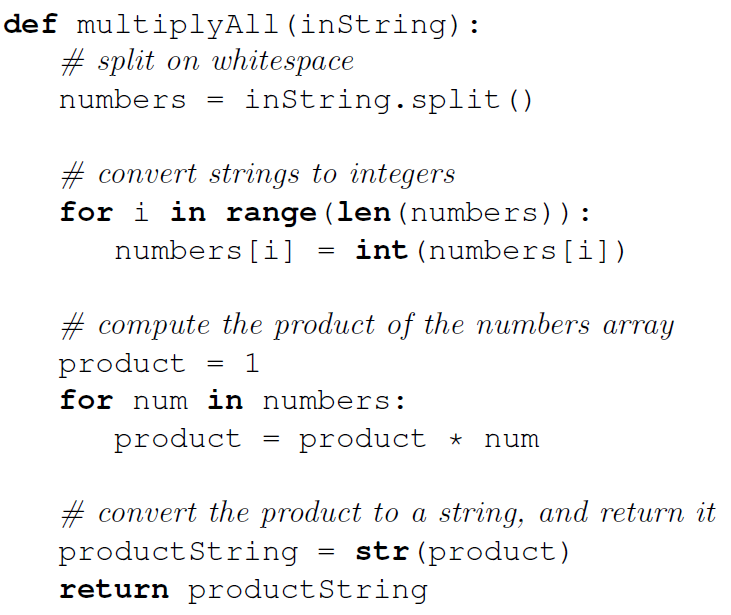 def multiplyAll(inString):
# split on whitespace
numbers = inString.split()
# convert strings to integers
for i in range(len(numbers)):
numbers[i] = int(numbers[i])
# compute the product of the numbers array
product = 1
for num in numbers:
product = product * num
# convert the product to a string, and return it
productString = str(product)
return productString